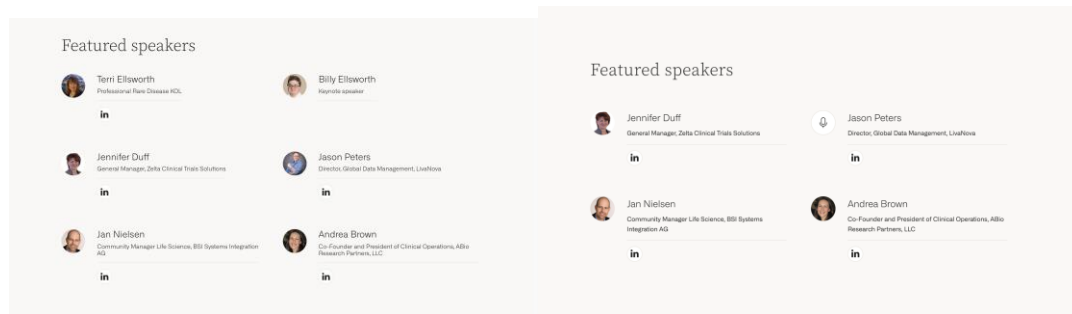 Featured speakers
Terri Ellsworth
Professional Rare Disease KOL
in
Billy Ellsworth
Keynote speaker
Jennifer Duff
General Manager, Zelta Clinical Trials Solutions
in
Jason Peters
Director, Global Data Management, LivaNova
in
Jan Nielsen
Community Manager Life Science, BSI Systems Integration
AG
in
Andrea Brown
Co-Founder and President of Clinical Operations, ABio
Research Partners, LLC
in
Featured speakers
Jennifer Duff
General Manager, Zelta Clinical Trials Solutions
in
Jason Peters
Director, Global Data Management, LivaNova
in
Jan Nielsen
Community Manager Life Science, BSI Systems
Integration AG
in
Andrea Brown
Co-Founder and President of Clinical Operations, ABio
Research Partners, LLC
in